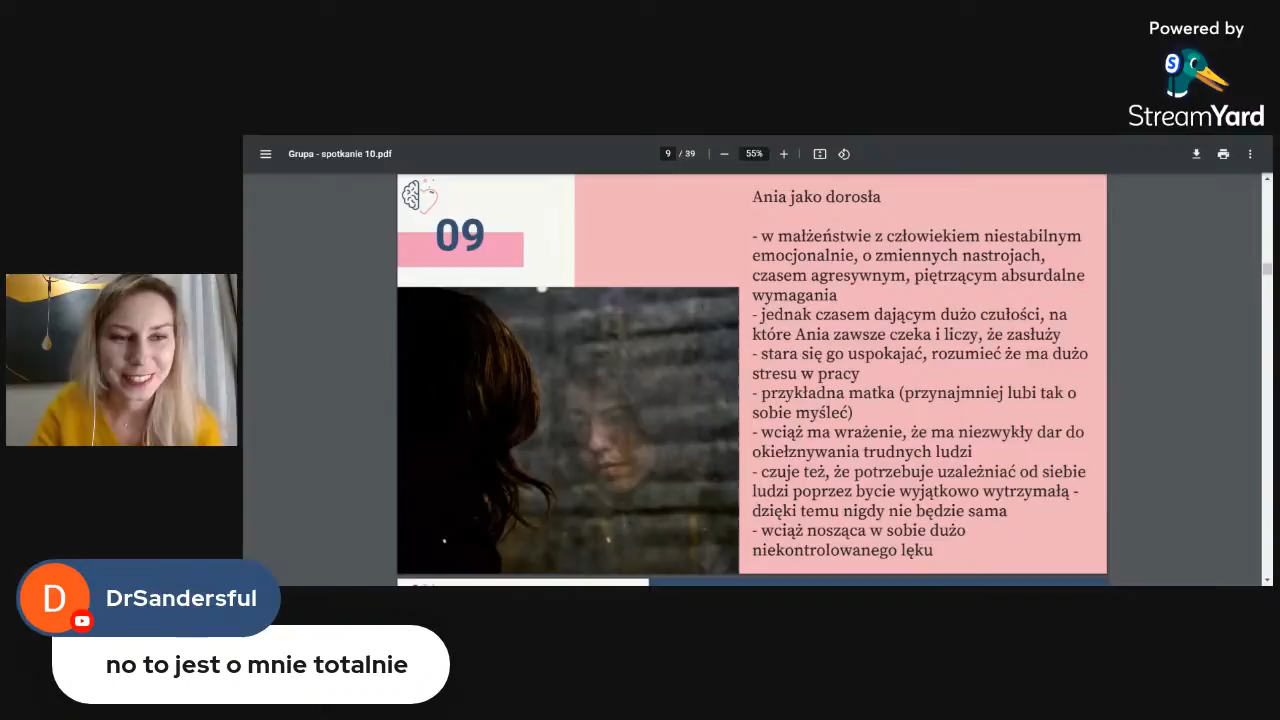 Powered by
StreamYard
Grupa - spotkanie 10.pdf
9 / 39
55%
09
Ania jako dorosła
- w małżeństwie z człowiekiem niestabilnym
emocjonalnie, o zmiennych nastrojach,
czasem agresywnym, piętrzącym absurdalne
wymagania
- jednak czasem dającym dużo czułości, na
które Ania zawsze czeka i liczy, że zasłuży
- stara się go uspokajać, rozumieć że ma dużo
stresu w pracy
- przykładna matka (przynajmniej lubi tak o
sobie myśleć)
- wciąż ma wrażenie, że ma niezwykły dar do
okiełznywania trudnych ludzi
- czuje też, że potrzebuje uzależniać od siebie
ludzi poprzez bycie wyjątkowo wytrzymałą -
dzięki temu nigdy nie będzie sama
- wciąż nosząca w sobie dużo
niekontrolowanego lęku
D
DrSandersful
no to jest o mnie totalnie